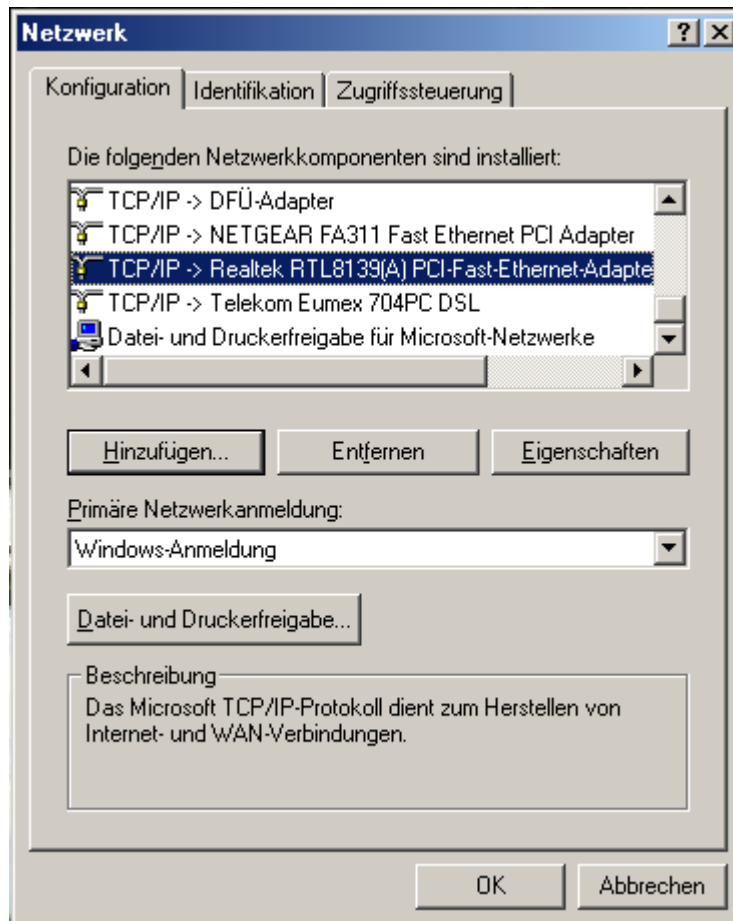 Netzwerk
Konfiguration
Identifikation
Zugriffssteuerung
Die folgenden Netzwerkkomponenten sind installiert:
TCP/IP -> DFÜ-Adapter
TCP/IP -> NETGEAR FA311 Fast Ethernet PCI Adapter
TCP/IP -> Realtek RTL8139(A) PCI-Fast-Ethernet-Adapte
TCP/IP -> Telekom Eumex 704PC DSL
Datei- und Druckerfreigabe für Microsoft-Netzwerke
Hinzufügen...
Entfernen
Eigenschaften
Primäre Netzwerkanmeldung:
Windows-Anmeldung
Datei- und Druckerfreigabe...
Beschreibung
Das Microsoft TCP/IP-Protokoll dient zum Herstellen von
Internet- und WAN-Verbindungen.
OK
Abbrechen